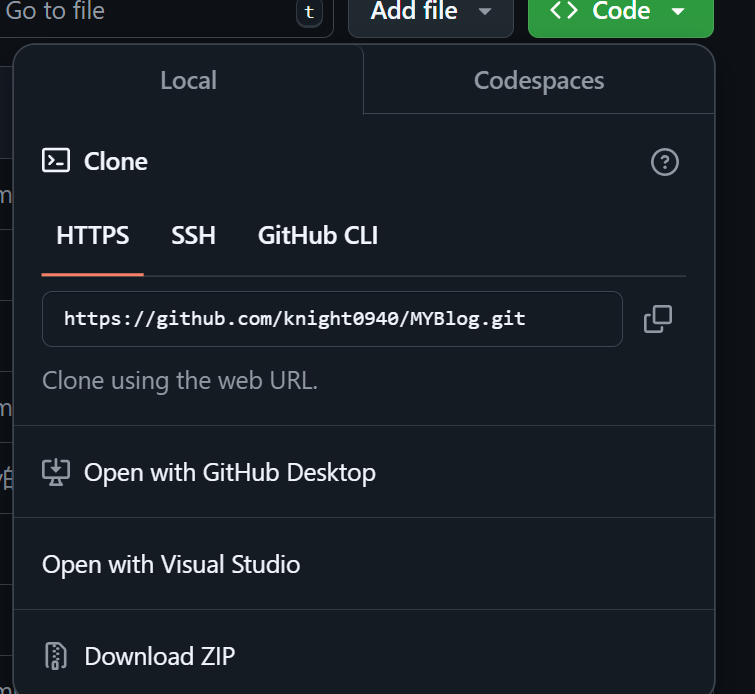 Go to file
t
Add file
Code
Local
Codespaces
Clone
HTTPS
SSH
GitHub CLI
https://github.com/knight0940/MYBlog.git
Clone using the web URL.
Open with GitHub Desktop
Open with Visual Studio
Download ZIP